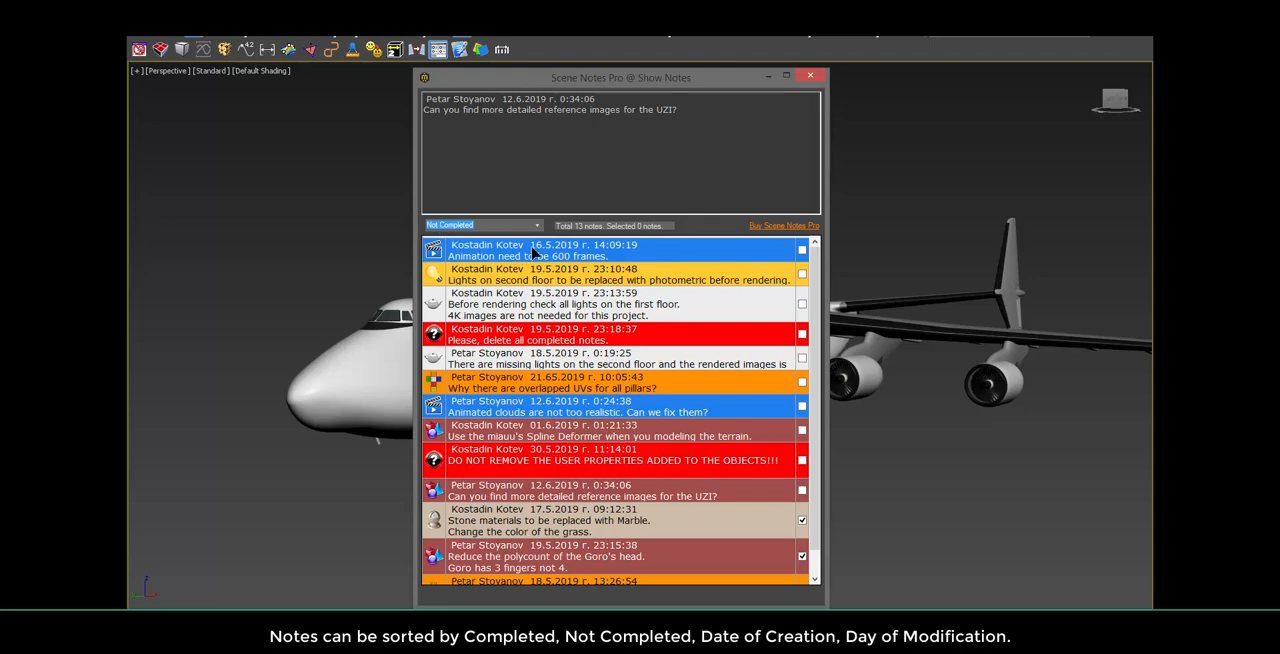 [+] [Perspective] [Standard] [Default Shading]
Scene Notes Pro @ Show Notes
Petar Stoyanov 12.6.2019 г. 0:34:06
Can you find more detailed reference images for the UZI?
Not Completed
Total 13 notes. Selected 0 notes.
Buy Scene Notes Pro
Kostadin Kotev 16.5.2019 г. 14:09:19
Animation need to be 600 frames.
Kostadin Kotev 19.5.2019 г. 23:10:48
Lights on second floor to be replaced with photometric before rendering.
Kostadin Kotev 19.5.2019 г. 23:13:59
Before rendering check all lights on the first floor.
4K images are not needed for this project.
Kostadin Kotev 19.5.2019 г. 23:18:37
Please, delete all completed notes.
Petar Stoyanov 18.5.2019 г. 0:19:25
There are missing lights on the second floor and the rendered images is
Petar Stoyanov 21.65.2019 г. 10:05:43
Why there are overlapped UVs for all pillars?
Petar Stoyanov 12.6.2019 г. 0:24:38
Animated clouds are not too realistic. Can we fix them?
Kostadin Kotev 01.6.2019 г. 01:21:33
Use the miauu's Spline Deformer when you modeling the terrain.
Kostadin Kotev 30.5.2019 г. 11:14:01
DO NOT REMOVE THE USER PROPERTIES ADDED TO THE OBJECTS!!!
Petar Stoyanov 12.6.2019 г. 0:34:06
Can you find more detailed reference images for the UZI?
Kostadin Kotev 17.5.2019 г. 09:12:31
Stone materials to be replaced with Marble.
Change the color of the grass.
Petar Stoyanov 19.5.2019 г. 23:15:38
Reduce the polycount of the Goro's head.
Goro has 3 fingers not 4.
Petar Stoyanov 18.5.2019 г. 13:26:54
Notes can be sorted by Completed, Not Completed, Date of Creation, Day of Modification.